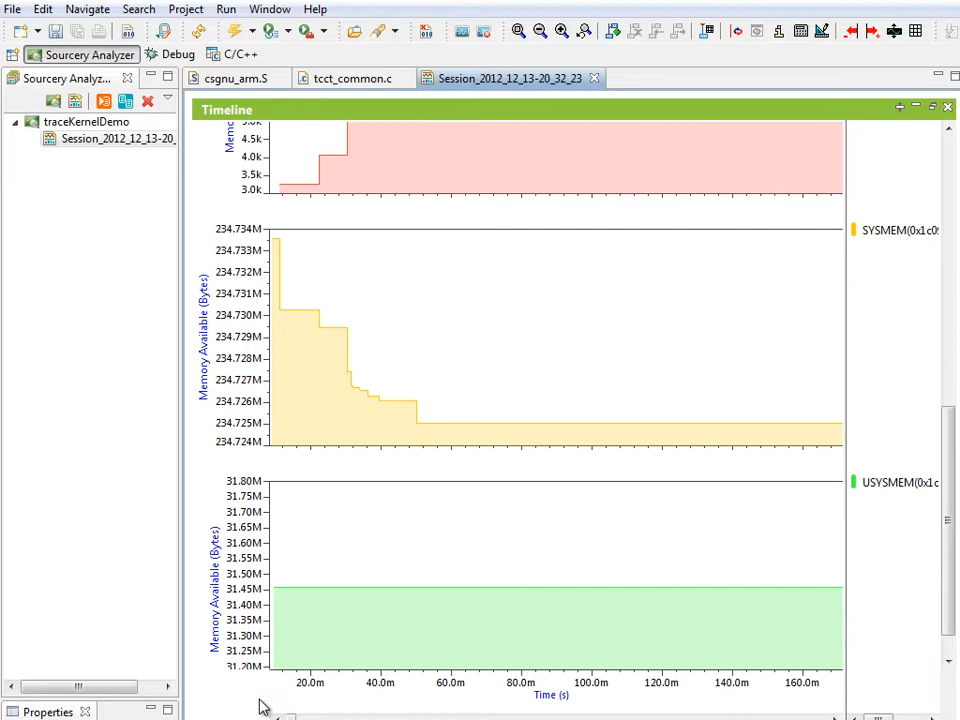 File Edit Navigate Search Project Run Window Help
Sourcery Analyzer Debug C/C++
Sourcery Analyz... csgnu_arm.S tcct_common.c Session_2012_12_13-20_32_23
Timeline
traceKernelDemo
Session_2012_12_13-20_
4.5k
4.0k
3.5k
3.0k
234.734M
234.733M
234.732M
234.731M
234.730M
234.729M
234.728M
234.727M
234.726M
234.725M
234.724M
Memory Available (Bytes)
SYSMEM(0x1c0
31.80M
31.75M
31.70M
31.65M
31.60M
31.55M
31.50M
31.45M
31.40M
31.35M
31.30M
31.25M
31.20M
Memory Available (Bytes)
USYSMEM(0x1c
20.0m 40.0m 60.0m 80.0m 100.0m 120.0m 140.0m 160.0m
Time (s)
Properties